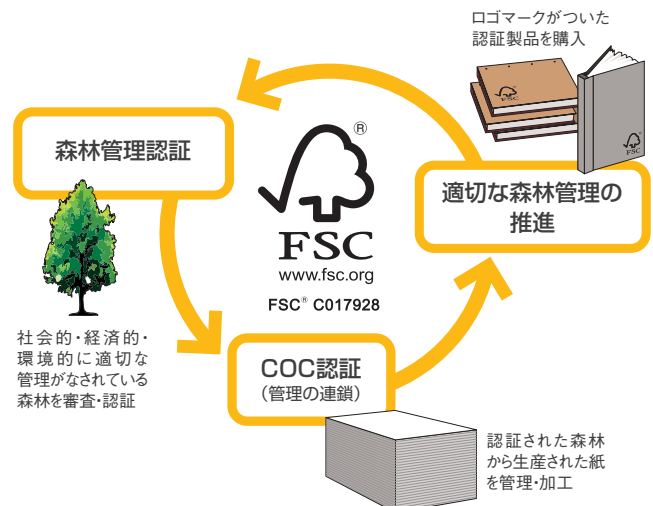 ロゴマークがついた
認証製品を購入
FSC
FSC
森林管理認証
®
FSC
www.fsc.org
FSC® C017928
適切な森林管理の
推進
社会的・経済的・
環境的に適切な
管理がなされている
森林を審査・認証
COC認証
（管理の連鎖）
認証された森林
から生産された紙
を管理・加工